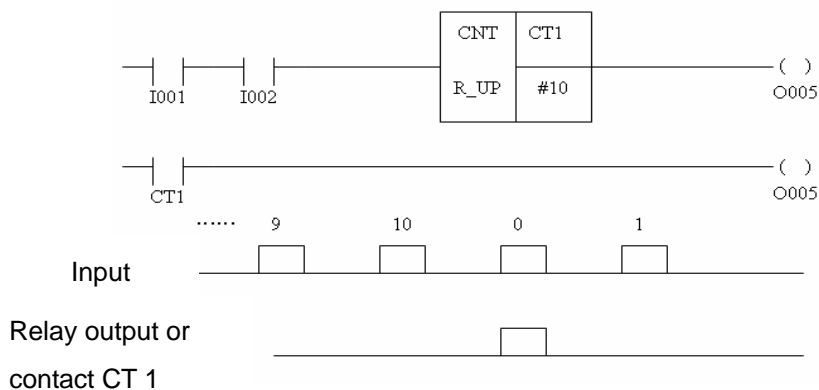 CNT CT1
( )
I001 I002 R_UP #10 O005
( )
CT1 O005
...... 9 10 0 1
Input
Relay output or
contact CT 1